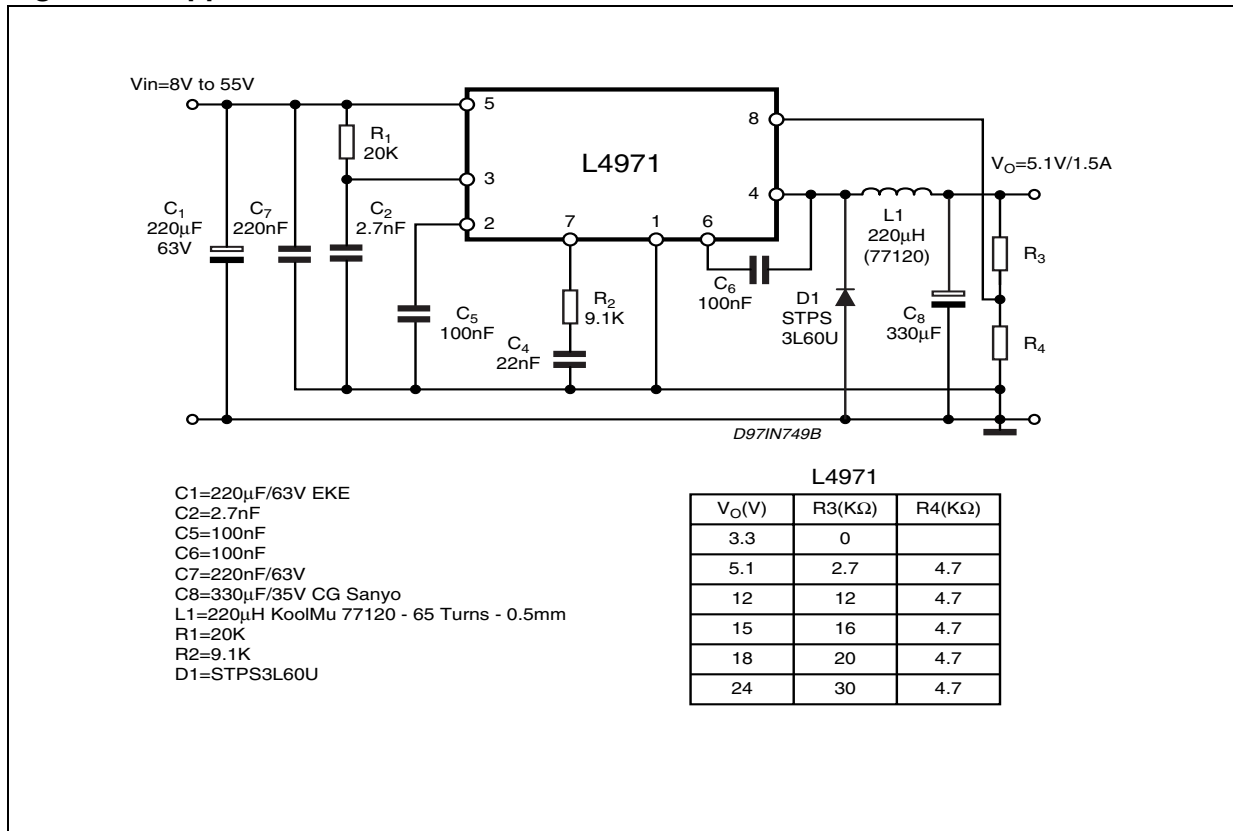 Vin=8V to 55V
5
8
R1
20K
L4971
VO=5.1V/1.5A
3
4
C1
220μF
63V
C7
220nF
C2
2.7nF
2
7
1
6
L1
220μH
(77120)
R3
C6
100nF
R2
9.1K
D1
STPS
3L60U
C8
330μF
C5
100nF
C4
22nF
R4
D97IN749B
C1=220μF/63V EKE
C2=2.7nF
C5=100nF
C6=100nF
C7=220nF/63V
C8=330μF/35V CG Sanyo
L1=220μH KoolMu 77120 - 65 Turns - 0.5mm
R1=20K
R2=9.1K
D1=STPS3L60U
L4971
VO(V) R3(KΩ) R4(KΩ)
3.3 0
5.1 2.7 4.7
12 12 4.7
15 16 4.7
18 20 4.7
24 30 4.7